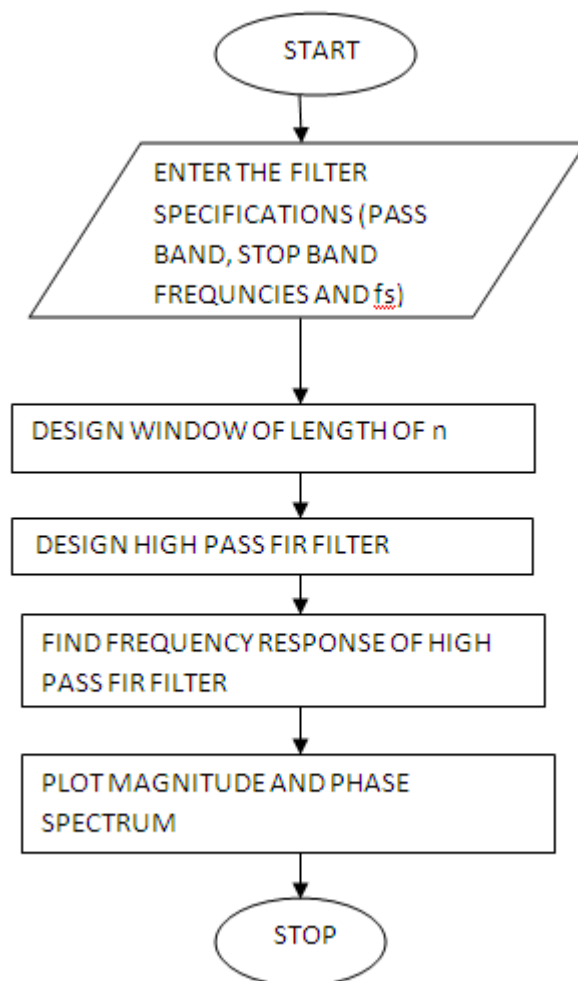 START
ENTER THE FILTER
SPECIFICATIONS (PASS
BAND, STOP BAND
FREQUNCIES AND fs)
DESIGN WINDOW OF LENGTH OF n
DESIGN HIGH PASS FIR FILTER
FIND FREQUENCY RESPONSE OF HIGH
PASS FIR FILTER
PLOT MAGNITUDE AND PHASE
SPECTRUM
STOP